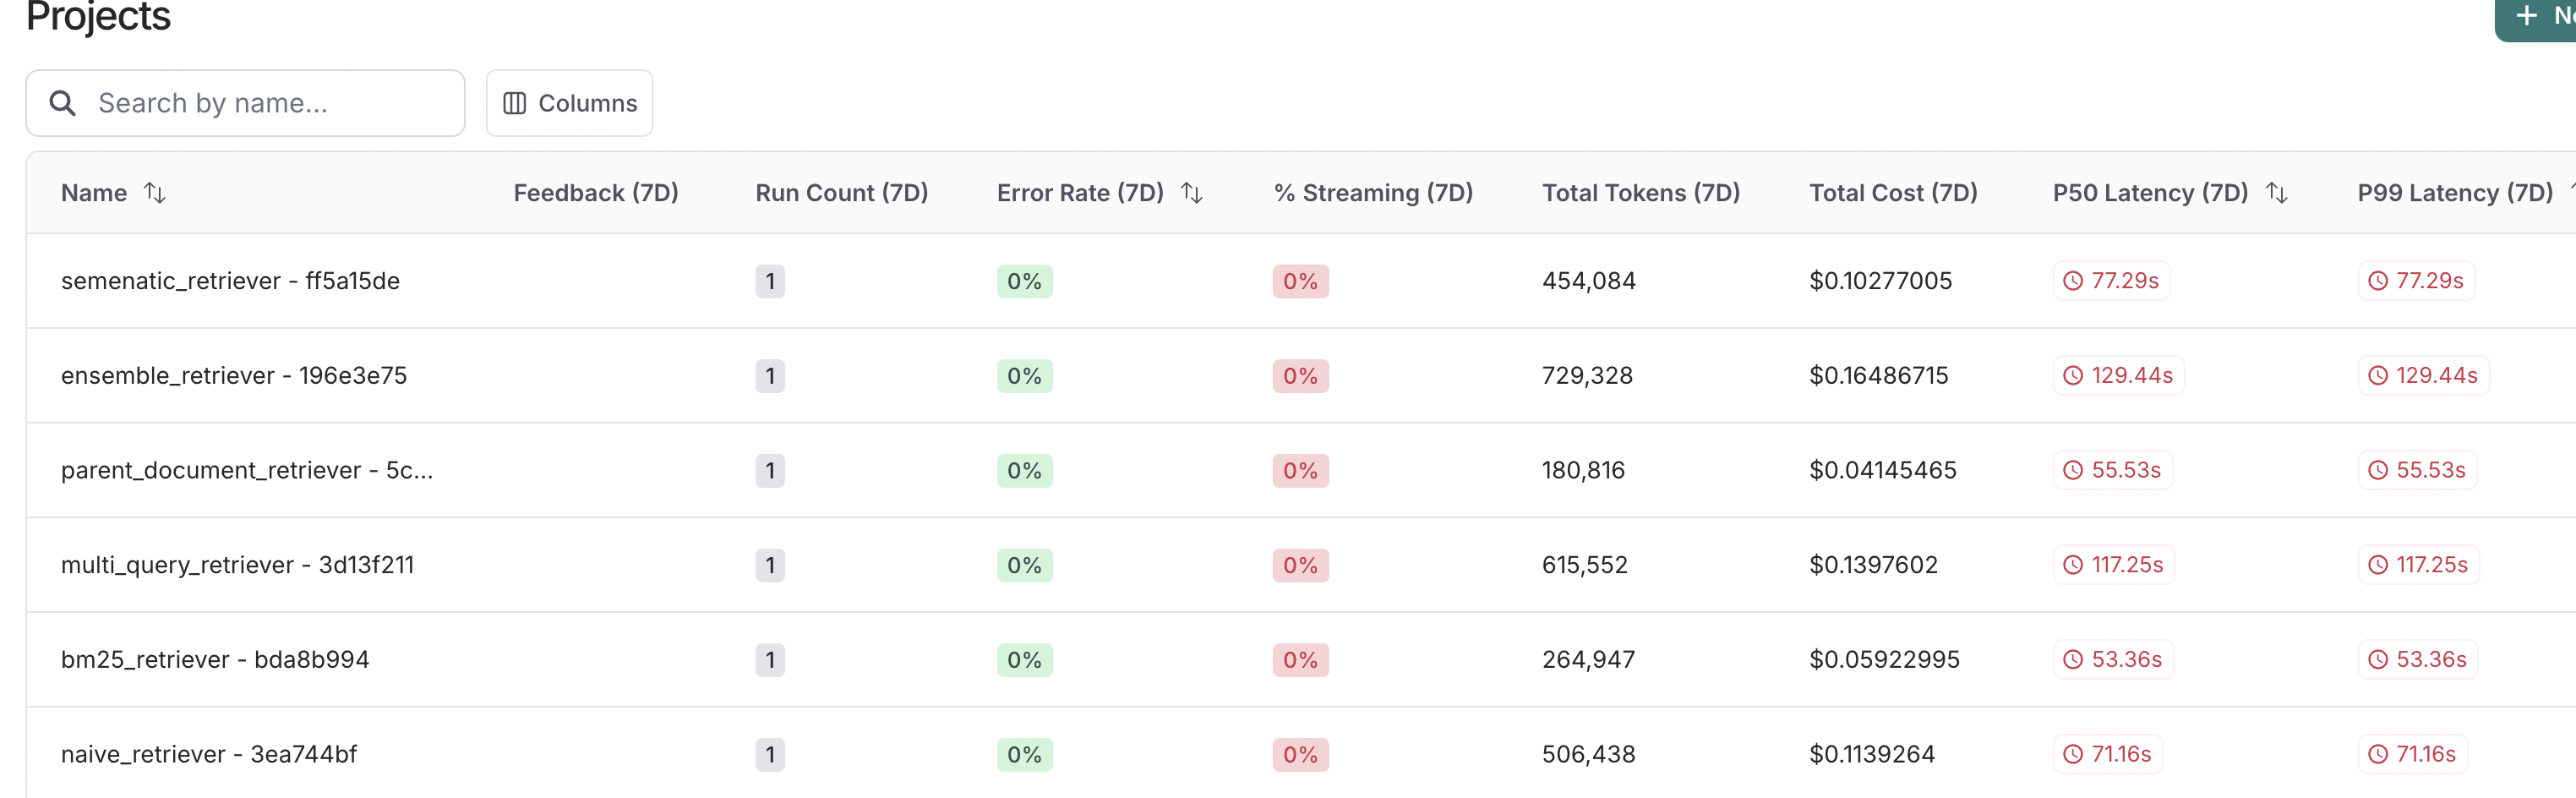 Projects
+ N
Search by name...
Columns
Name Feedback (7D) Run Count (7D) Error Rate (7D) % Streaming (7D) Total Tokens (7D) Total Cost (7D) P50 Latency (7D) P99 Latency (7D)
semenatic_retriever - ff5a15de 1 0% 0% 454,084 $0.10277005 77.29s 77.29s
ensemble_retriever - 196e3e75 1 0% 0% 729,328 $0.16486715 129.44s 129.44s
parent_document_retriever - 5c... 1 0% 0% 180,816 $0.04145465 55.53s 55.53s
multi_query_retriever - 3d13f211 1 0% 0% 615,552 $0.1397602 117.25s 117.25s
bm25_retriever - bda8b994 1 0% 0% 264,947 $0.05922995 53.36s 53.36s
naive_retriever - 3ea744bf 1 0% 0% 506,438 $0.1139264 71.16s 71.16s